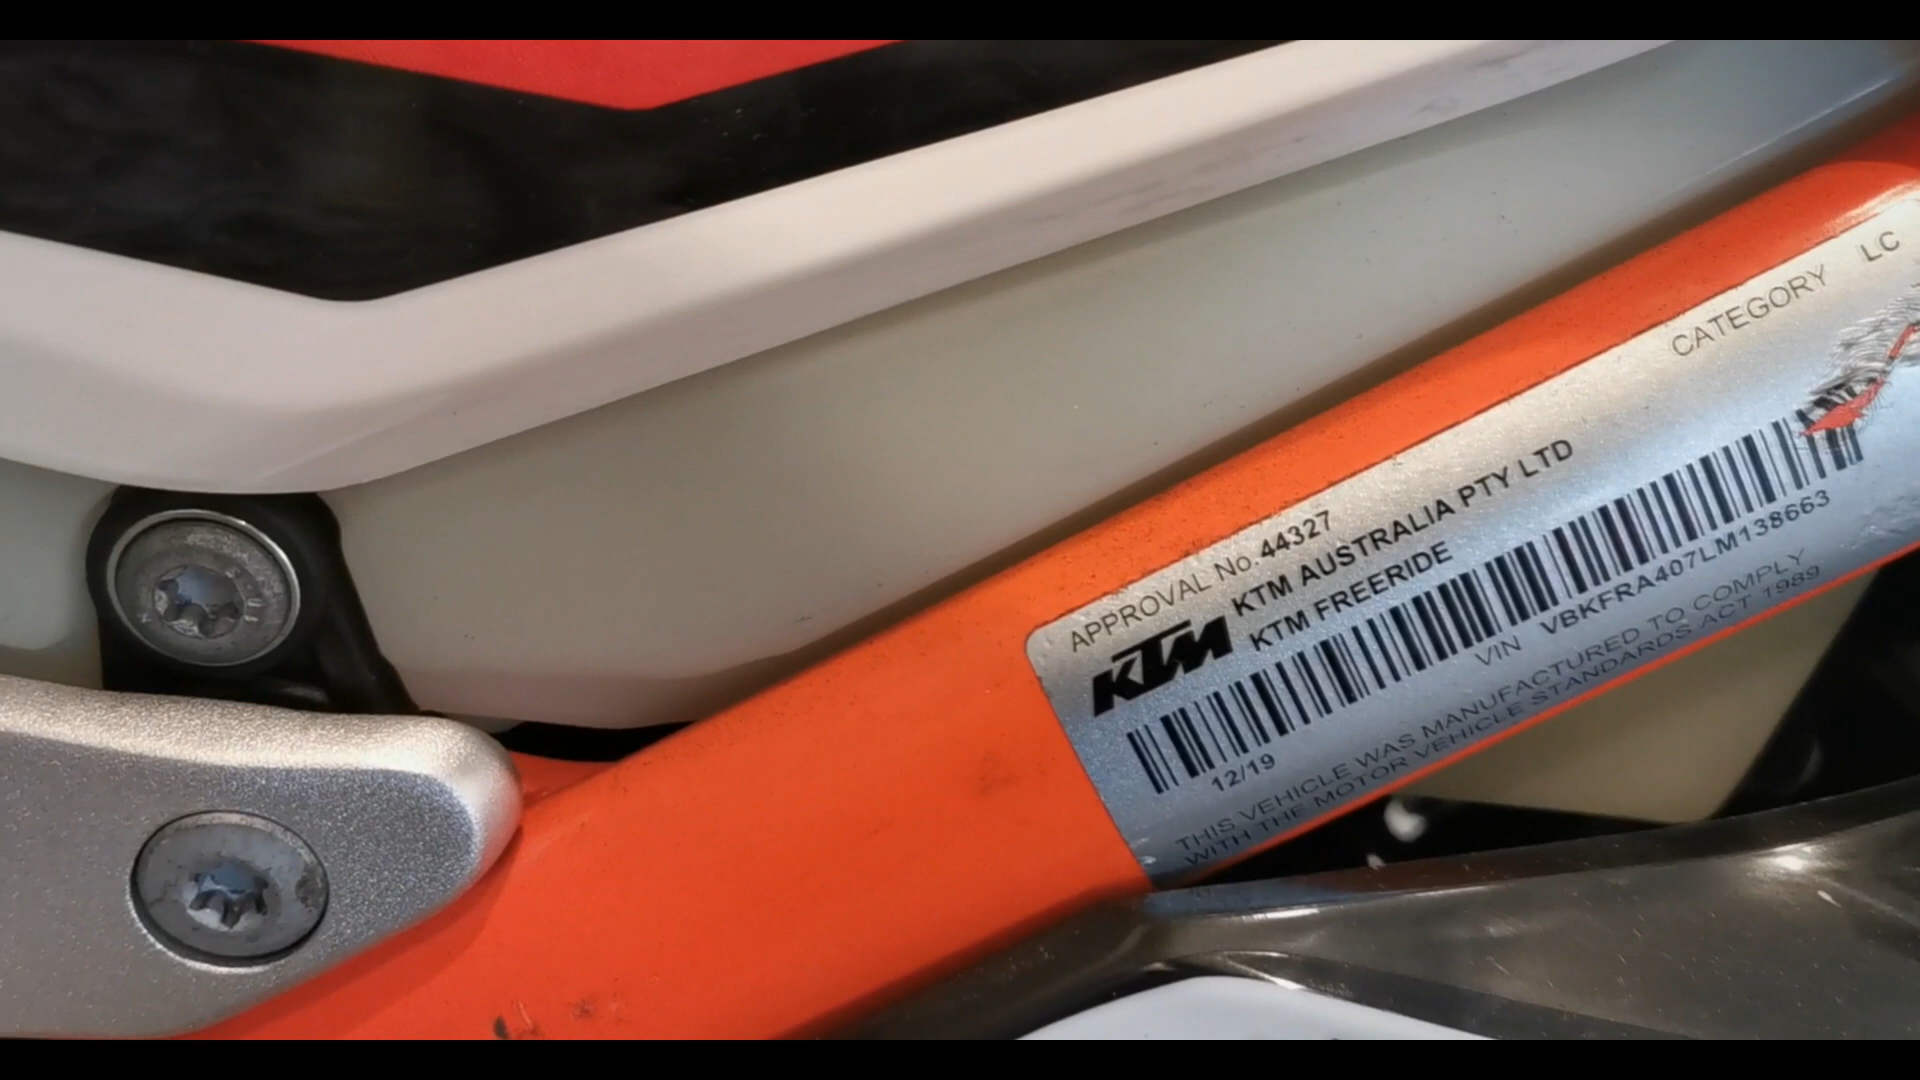 APPROVAL No. 44327 CATEGORY LC
KTM KTM AUSTRALIA PTY LTD
KTM FREERIDE
VIN VBKFRA407LM138663
12/19
THIS VEHICLE WAS MANUFACTURED TO COMPLY
WITH THE MOTOR VEHICLE STANDARDS ACT 1989